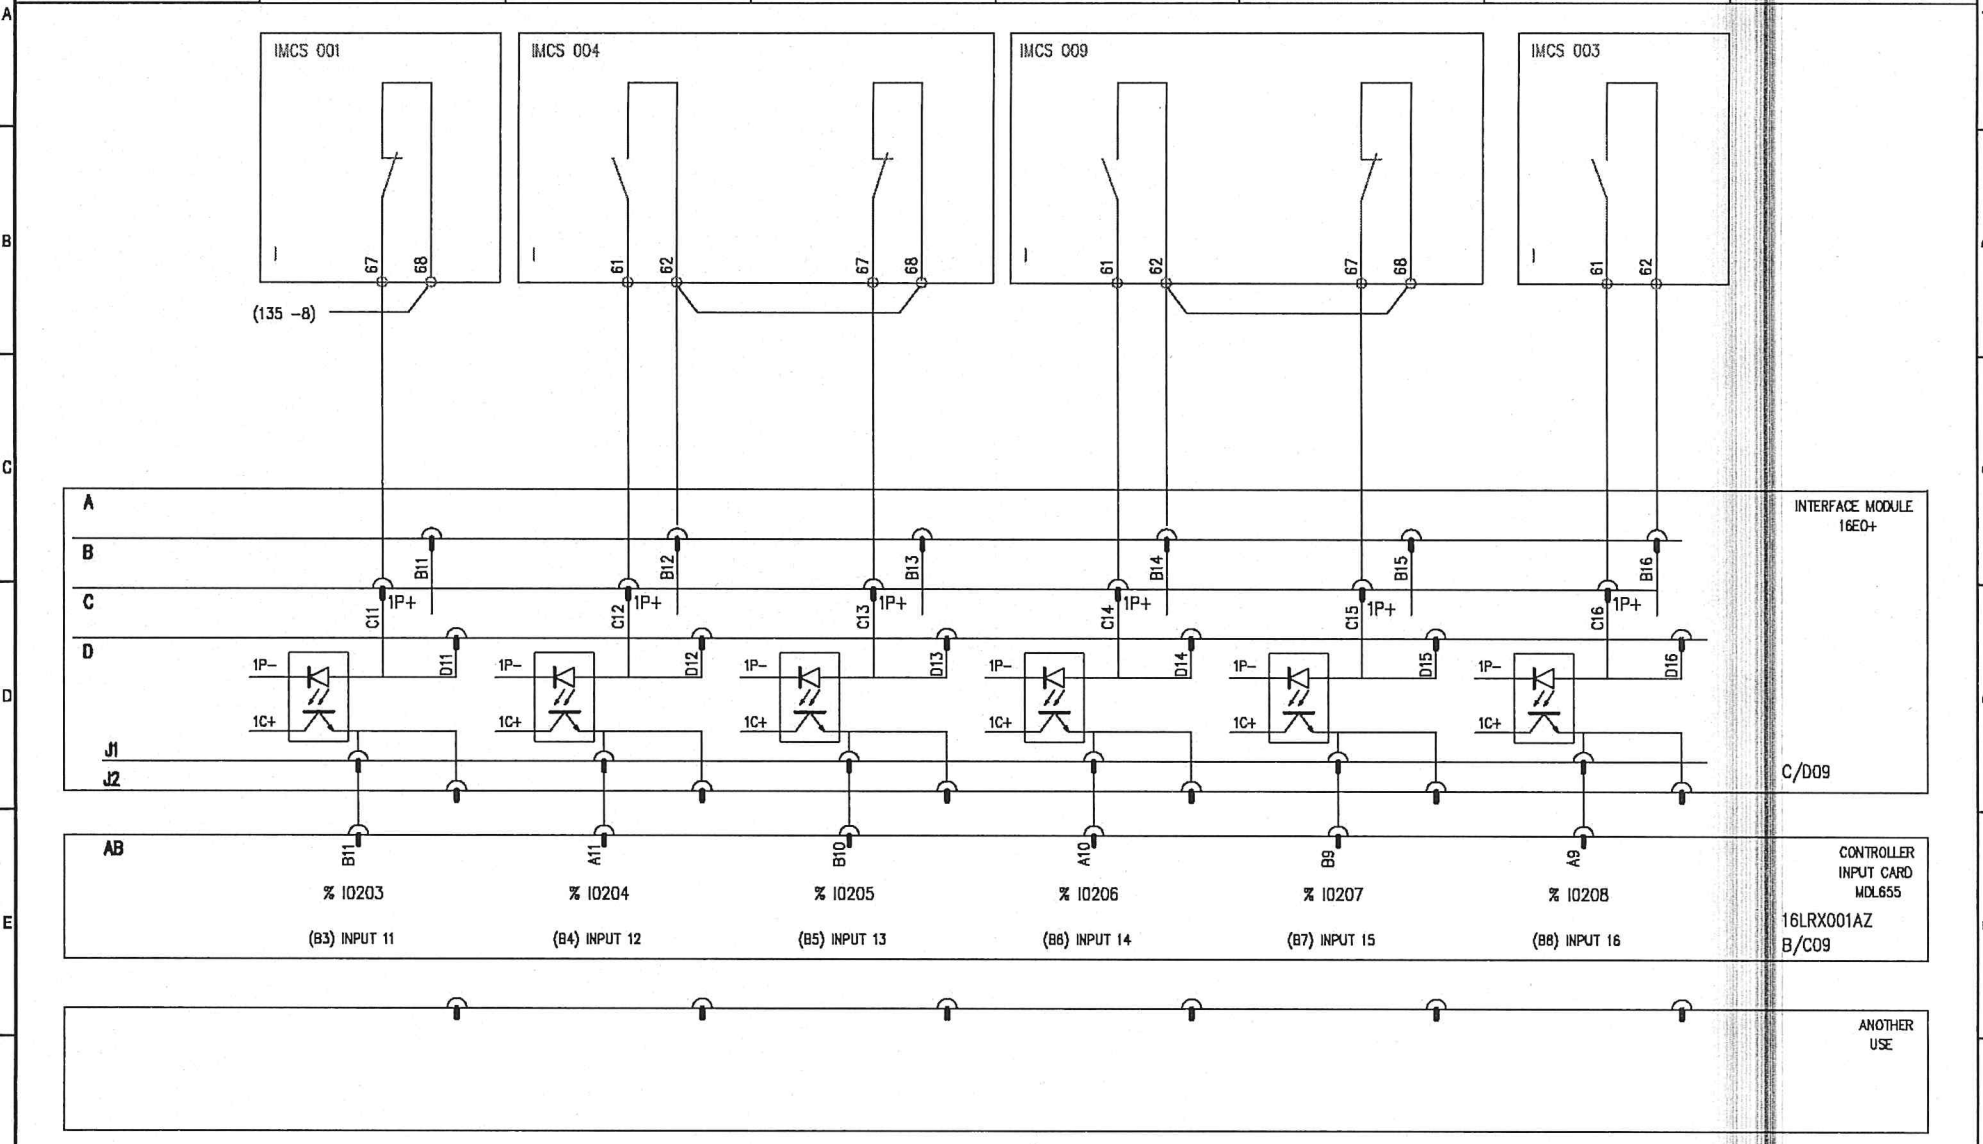 A
IMCS 001
IMCS 004
IMCS 009
IMCS 003
B
I
67
68
I
61
62
67
68
I
61
62
67
68
I
61
62
(135 -8)
C
A
INTERFACE MODULE
16EO+
B
B11
B12
B13
B14
B15
B16
C
C11
1P+
C12
1P+
C13
1P+
C14
1P+
C15
1P+
C16
1P+
D
D11
D12
D13
D14
D15
D16
1P-
1P-
1P-
1P-
1P-
1P-
D
1C+
1C+
1C+
1C+
1C+
1C+
J1
J2
C/D09
AB
B11
A11
B10
A10
B9
A9
CONTROLLER
INPUT CARD
MDL655
% I0203
% I0204
% I0205
% I0206
% I0207
% I0208
E
16LRX001AZ
B/C09
(B3) INPUT 11
(B4) INPUT 12
(B5) INPUT 13
(B6) INPUT 14
(B7) INPUT 15
(B8) INPUT 16
ANOTHER
USE